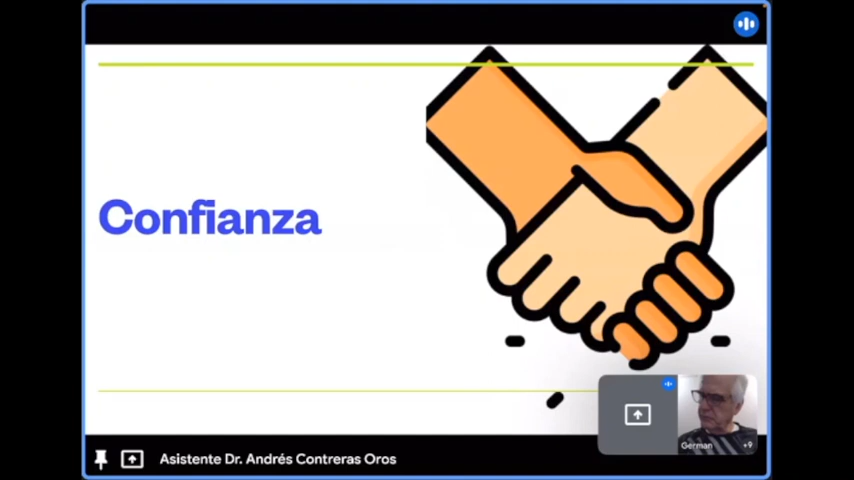 Confianza
German
+9
Asistente Dr. Andrés Contreras Oros